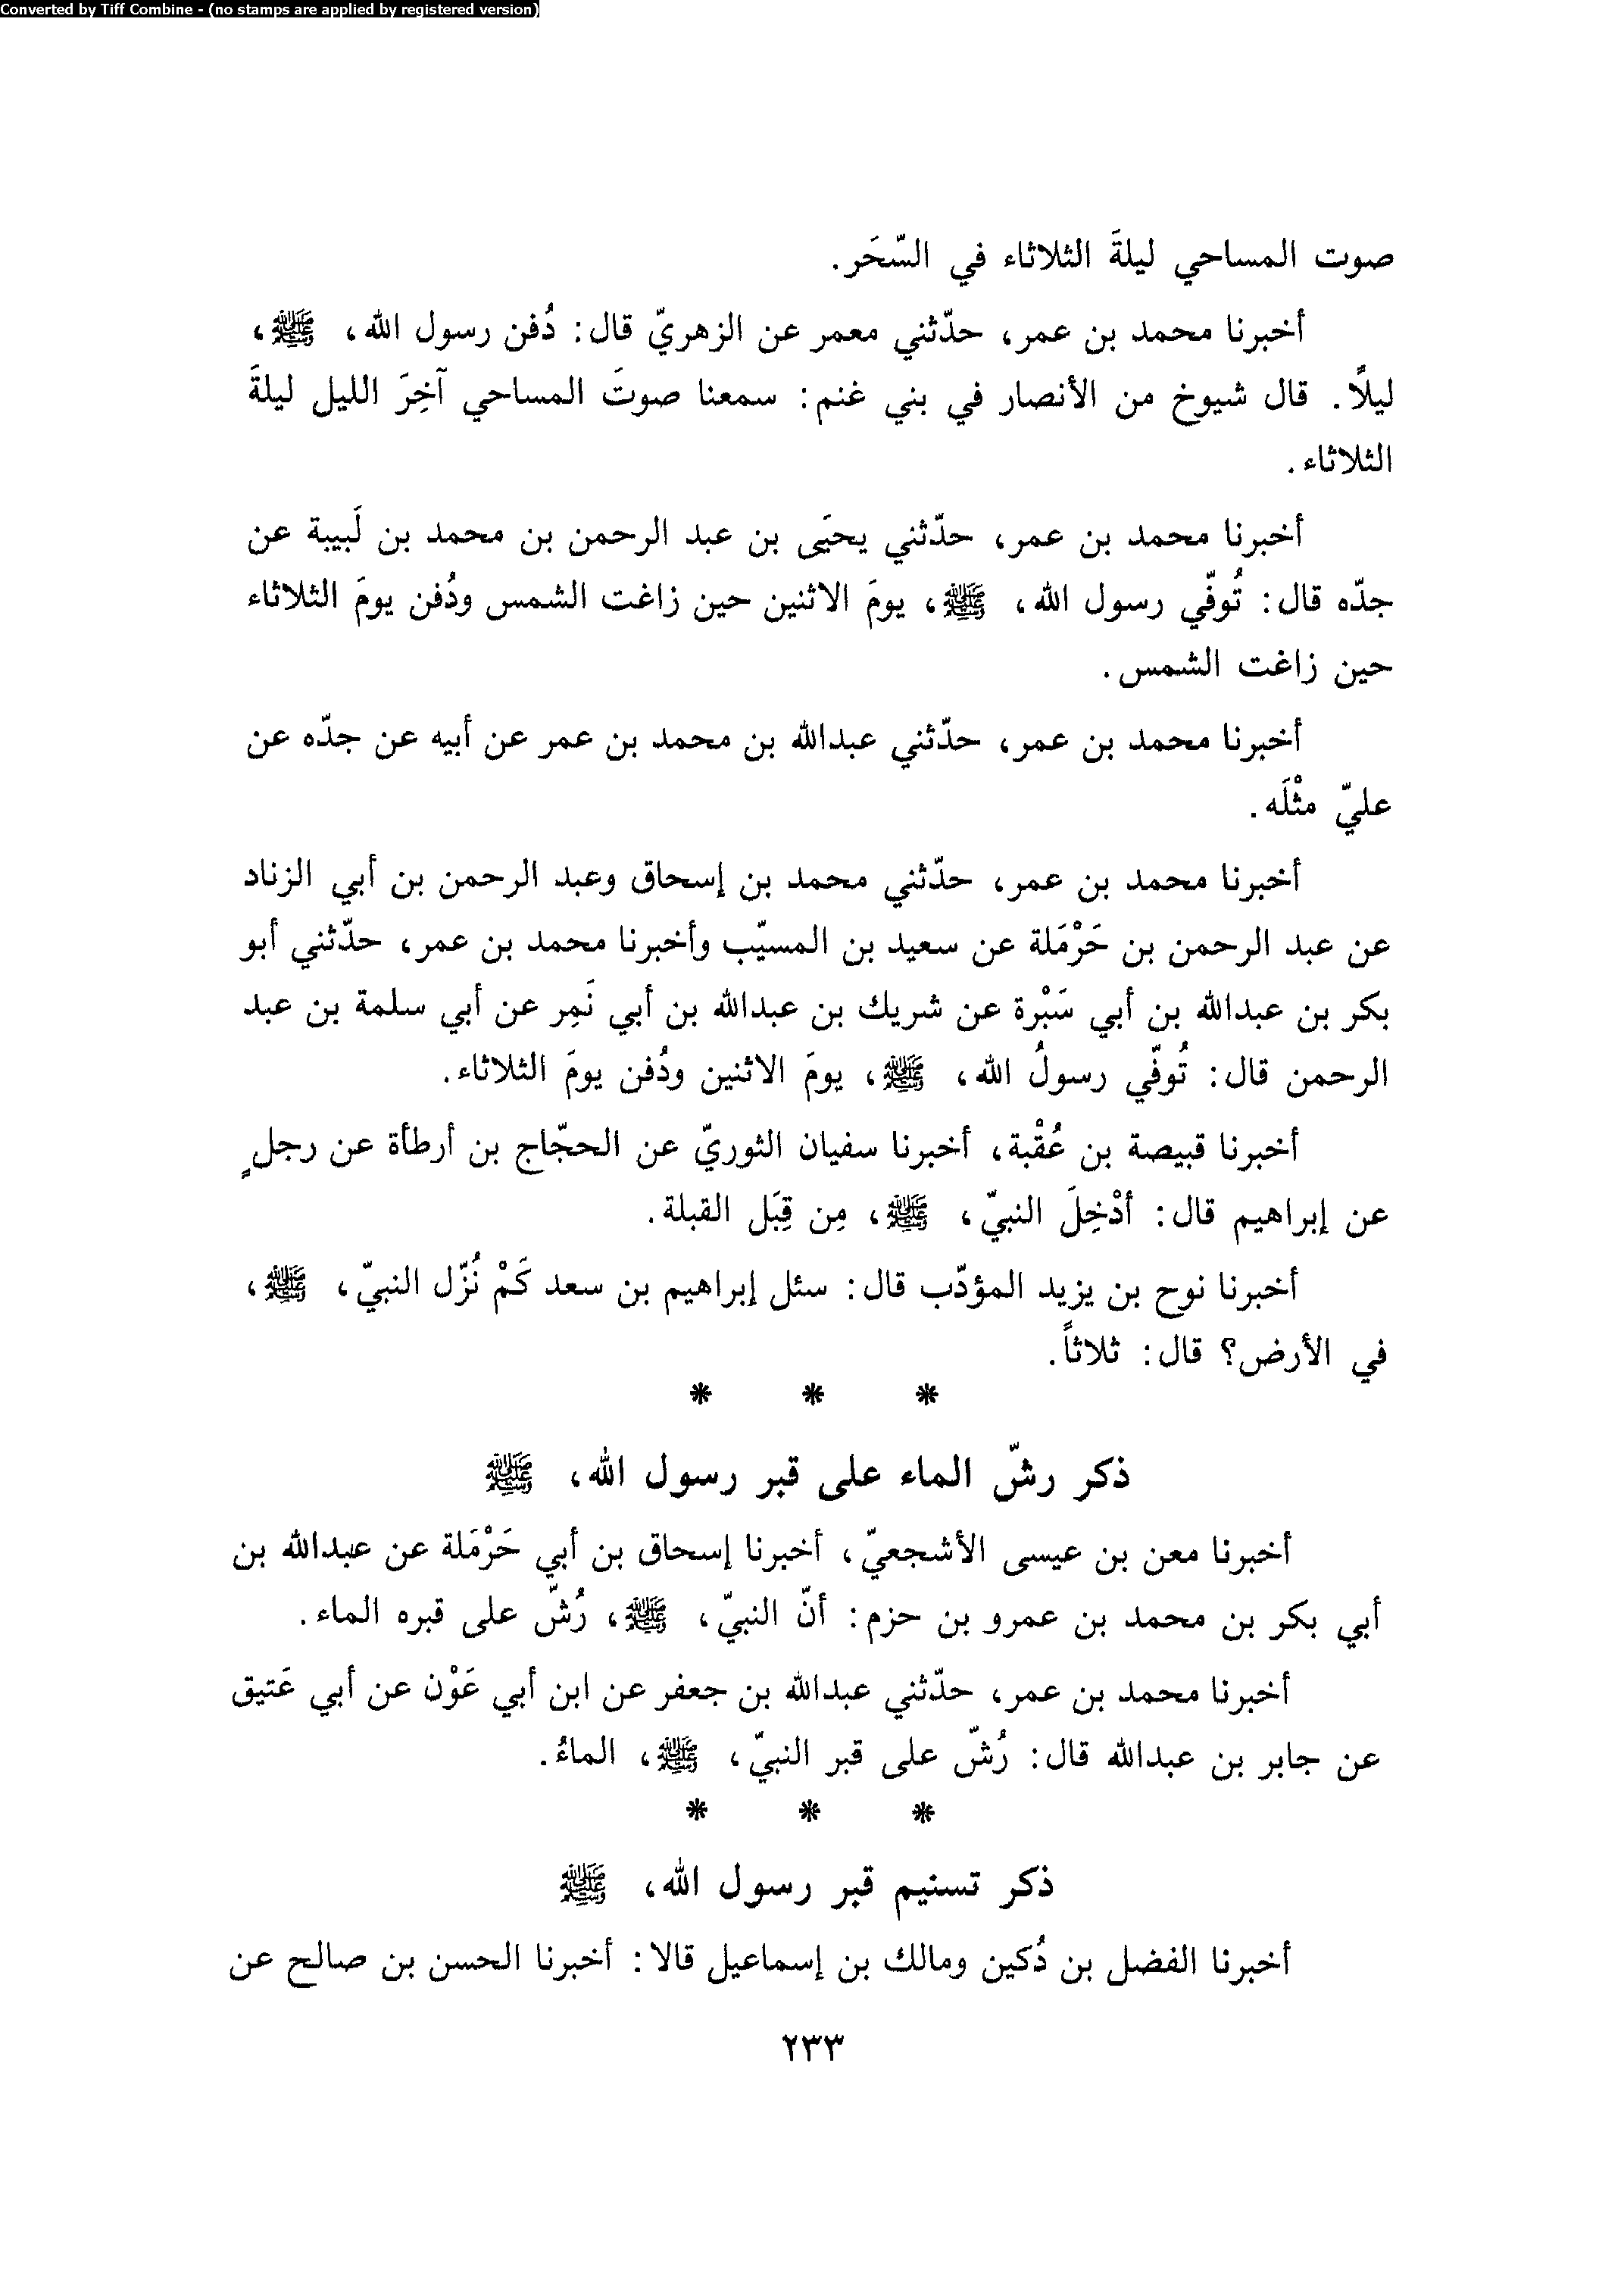 Converted by Tiff Combine - (no stamps are applied by registered version)
صوت المساحي ليلةَ الثلاثاء في السّحَر.
أخبرنا محمد بن عمر، حدّثني معمر عن الزهريّ قال: دُفن رسول الله، ﷺ،
ليلًا. قال شيوخ من الأنصار في بني غنم: سمعنا صوتَ المساحي آخِرَ الليل ليلةَ
الثلاثاء.
أخبرنا محمد بن عمر، حدّثني يحيَى بن عبد الرحمن بن محمد بن لَبيبة عن
جدّه قال: تُوفّي رسول الله، ﷺ، يومَ الاثنين حين زاغت الشمس ودُفن يومَ الثلاثاء
حين زاغت الشمس.
أخبرنا محمد بن عمر، حدّثني عبدالله بن محمد بن عمر عن أبيه عن جدّه عن
عليّ مثْلَه.
أخبرنا محمد بن عمر، حدّثني محمد بن إسحاق وعبد الرحمن بن أبي الزناد
عن عبد الرحمن بن حَرْمَلة عن سعيد بن المسيّب وأخبرنا محمد بن عمر، حدّثني أبو
بكر بن عبدالله بن أبي سَبْرة عن شريك بن عبدالله بن أبي نَمِر عن أبي سلمة بن عبد
الرحمن قال: تُوفّي رسولُ الله، ﷺ، يومَ الاثنين ودُفن يومَ الثلاثاء.
أخبرنا قبيصة بن عُقْبة، أخبرنا سفيان الثوريّ عن الحجّاج بن أرطأة عن رجلٍ
عن إبراهيم قال: أدْخِلَ النبيّ، ﷺ، مِن قِبَل القبلة.
أخبرنا نوح بن يزيد المؤدّب قال: سئل إبراهيم بن سعد كَمْ نُزّل النبيّ، ﷺ،
في الأرض؟ قال: ثلاثاً.
* * *
ذكر رشّ الماء على قبر رسول الله، ﷺ
أخبرنا معن بن عيسى الأشجعيّ، أخبرنا إسحاق بن أبي حَرْمَلة عن عبدالله بن
أبي بكر بن محمد بن عمرو بن حزم: أنّ النبيّ، ﷺ، رُشّ على قبره الماء.
أخبرنا محمد بن عمر، حدّثني عبدالله بن جعفر عن ابن أبي عَوْن عن أبي عَتيق
عن جابر بن عبدالله قال: رُشّ على قبر النبيّ، ﷺ، الماءُ.
* * *
ذكر تسنيم قبر رسول الله، ﷺ
أخبرنا الفضل بن دُكين ومالك بن إسماعيل قالا: أخبرنا الحسن بن صالح عن
٢٣٣